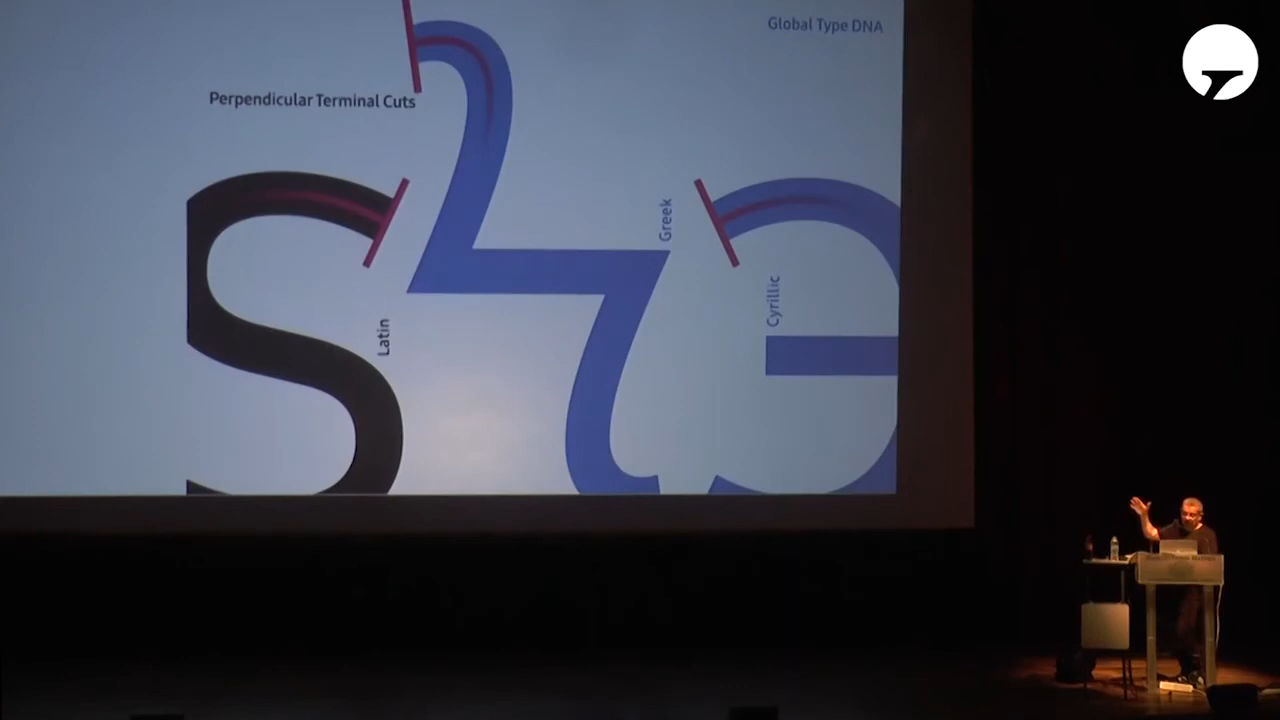 Global Type DNA
Perpendicular Terminal Cuts
Latin
Greek
Cyrillic